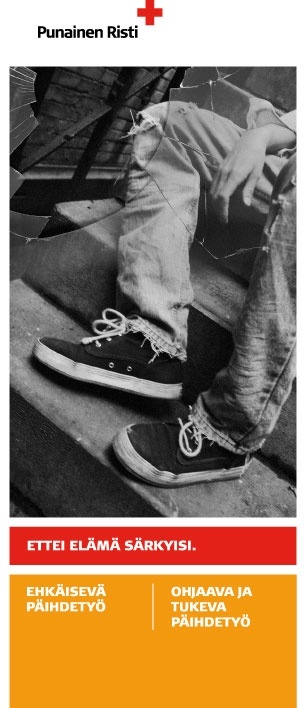 Punainen Risti
ETTEI ELÄMÄ SÄRKYISI.
EHKÄISEVÄ
PÄIHDETYÖ
OHJAAVA JA
TUKEVA
PÄIHDETYÖ